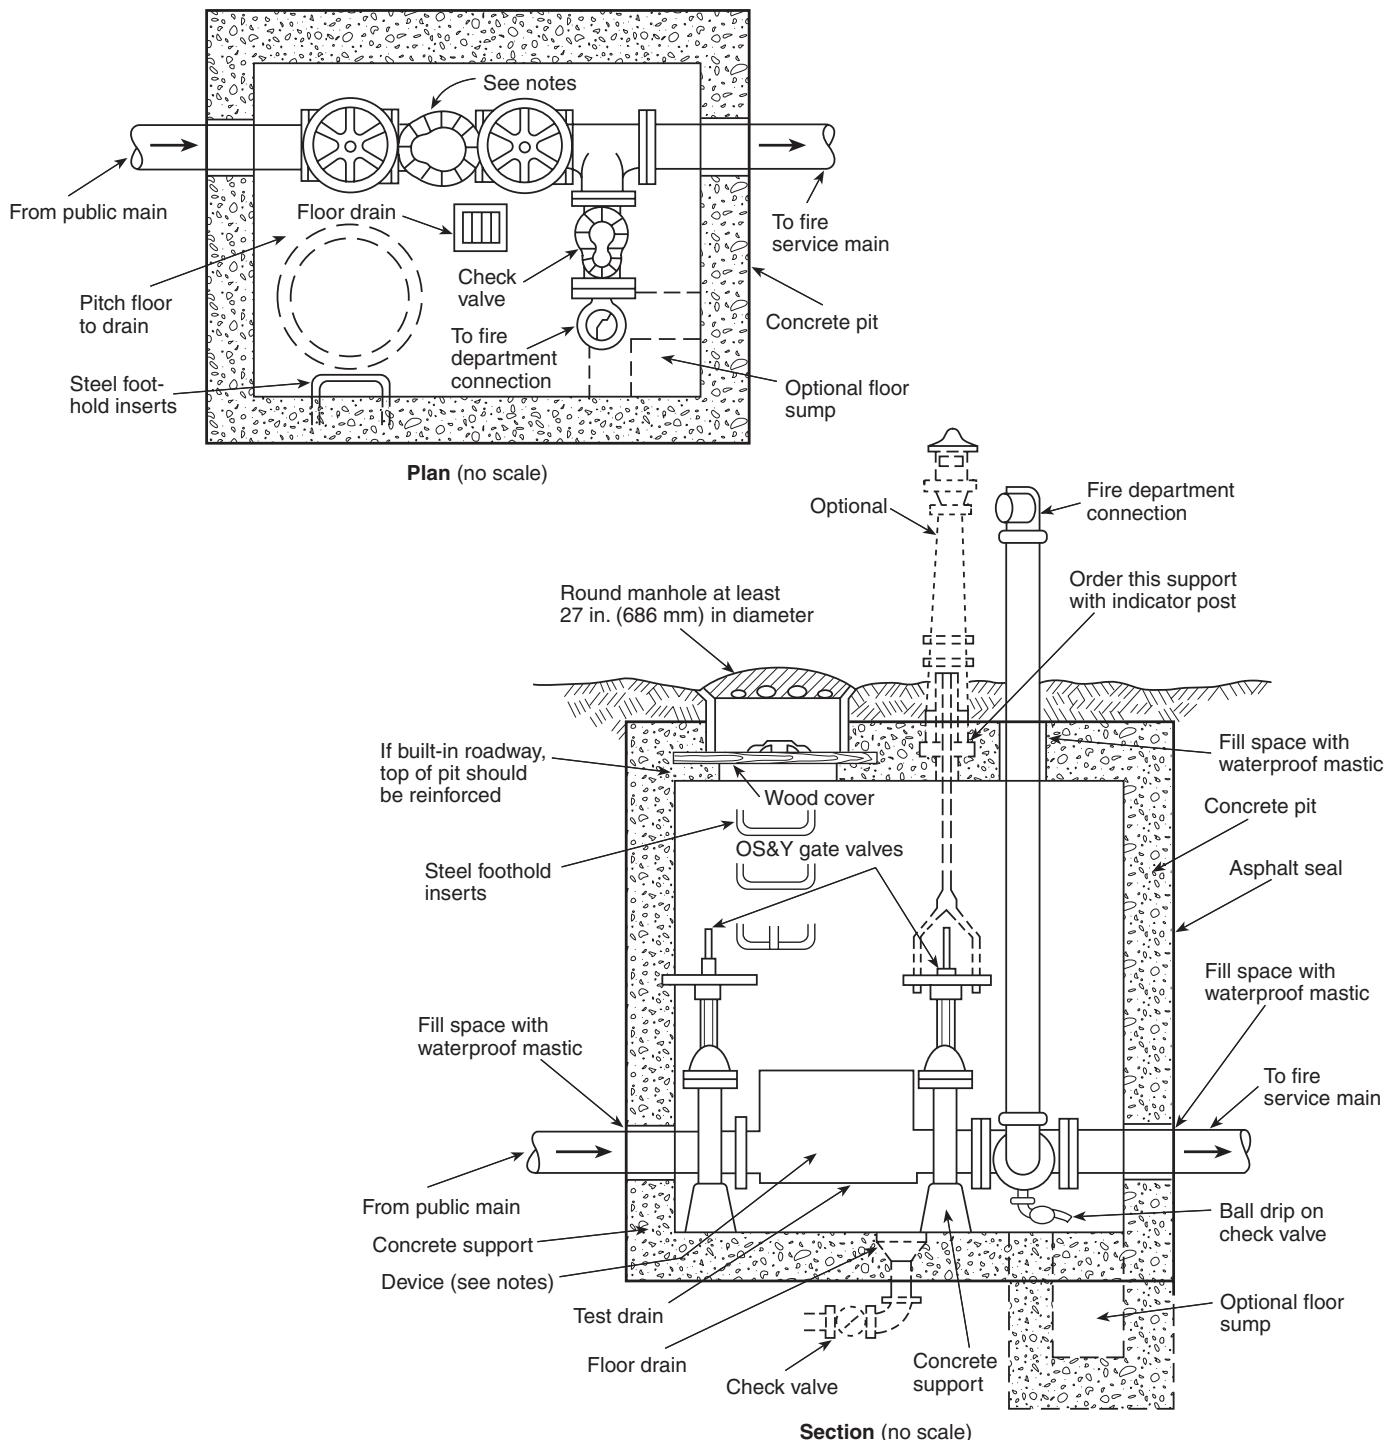 See notes
From public main
Floor drain
To fire
service main
Pitch floor
to drain
Check
valve
Concrete pit
To fire
department
connection
Steel foot-
hold inserts
Optional floor
sump
Plan (no scale)
Optional
Fire department
connection
Round manhole at least
27 in. (686 mm) in diameter
Order this support
with indicator post
If built-in roadway,
top of pit should
be reinforced
Fill space with
waterproof mastic
Wood cover
Concrete pit
OS&Y gate valves
Steel foothold
inserts
Asphalt seal
Fill space with
waterproof mastic
Fill space with
waterproof mastic
To fire
service main
From public main
Ball drip on
check valve
Concrete support
Device (see notes)
Test drain
Optional floor
sump
Floor drain
Concrete
support
Check valve
Section (no scale)